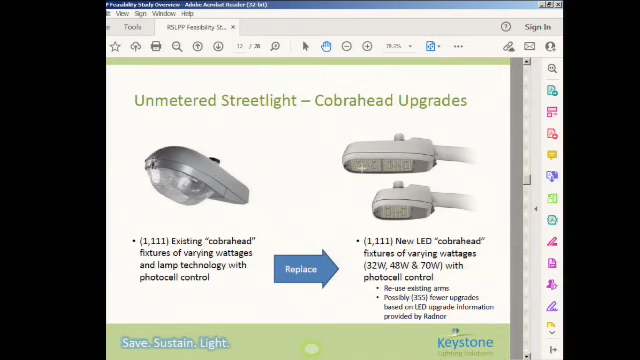 PP Feasibility Study Overview - Adobe Acrobat Reader (32-bit)
View Sign Window Help
Tools
RSLPP Feasibility St...
Sign In
12 / 78
78.3%
Unmetered Streetlight – Cobrahead Upgrades
• (1,111) Existing “cobrahead”
fixtures of varying wattages
and lamp technology with
photocell control
Replace
• (1,111) New LED “cobrahead”
fixtures of varying wattages
(32W, 48W & 70W) with
photocell control
• Re-use existing arms
• Possibly (355) fewer upgrades
based on LED upgrade information
provided by Radnor
Save. Sustain. Light.
Keystone
Lighting Solutions